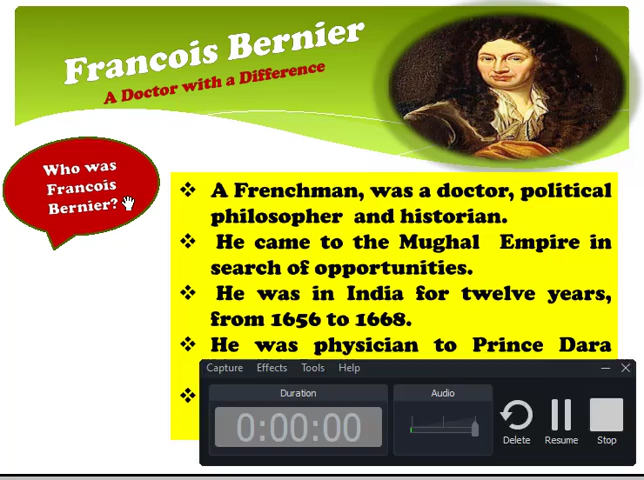 Francois Bernier
A Doctor with a Difference
Who was
Francois
Bernier?
❖ A Frenchman, was a doctor, political
philosopher and historian.
❖ He came to the Mughal Empire in
search of opportunities.
❖ He was in India for twelve years,
from 1656 to 1668.
❖ He was physician to Prince Dara
❖
Capture Effects Tools Help
Duration
Audio
0:00:00
Delete Resume Stop